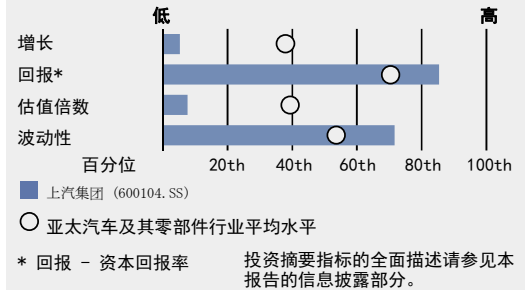 低 高
增长
回报*
估值倍数
波动性
百分位 20th 40th 60th 80th 100th
上汽集团 (600104.SS)
亚太汽车及其零部件行业平均水平
* 回报 - 资本回报率 投资摘要指标的全面描述请参见本
报告的信息披露部分。